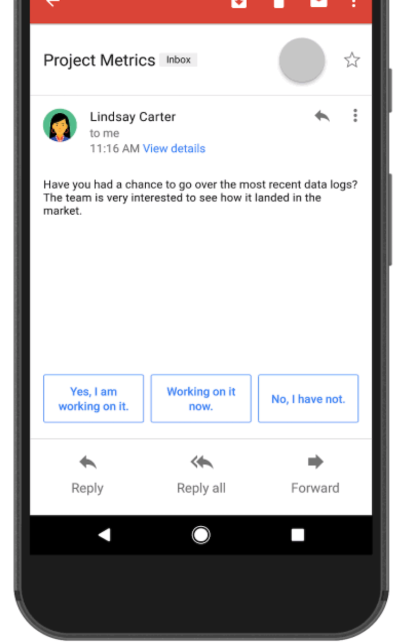 Project Metrics Inbox
Lindsay Carter
to me
11:16 AM View details
Have you had a chance to go over the most recent data logs?
The team is very interested to see how it landed in the
market.
Yes, I am
working on it.
Working on it
now.
No, I have not.
Reply
Reply all
Forward